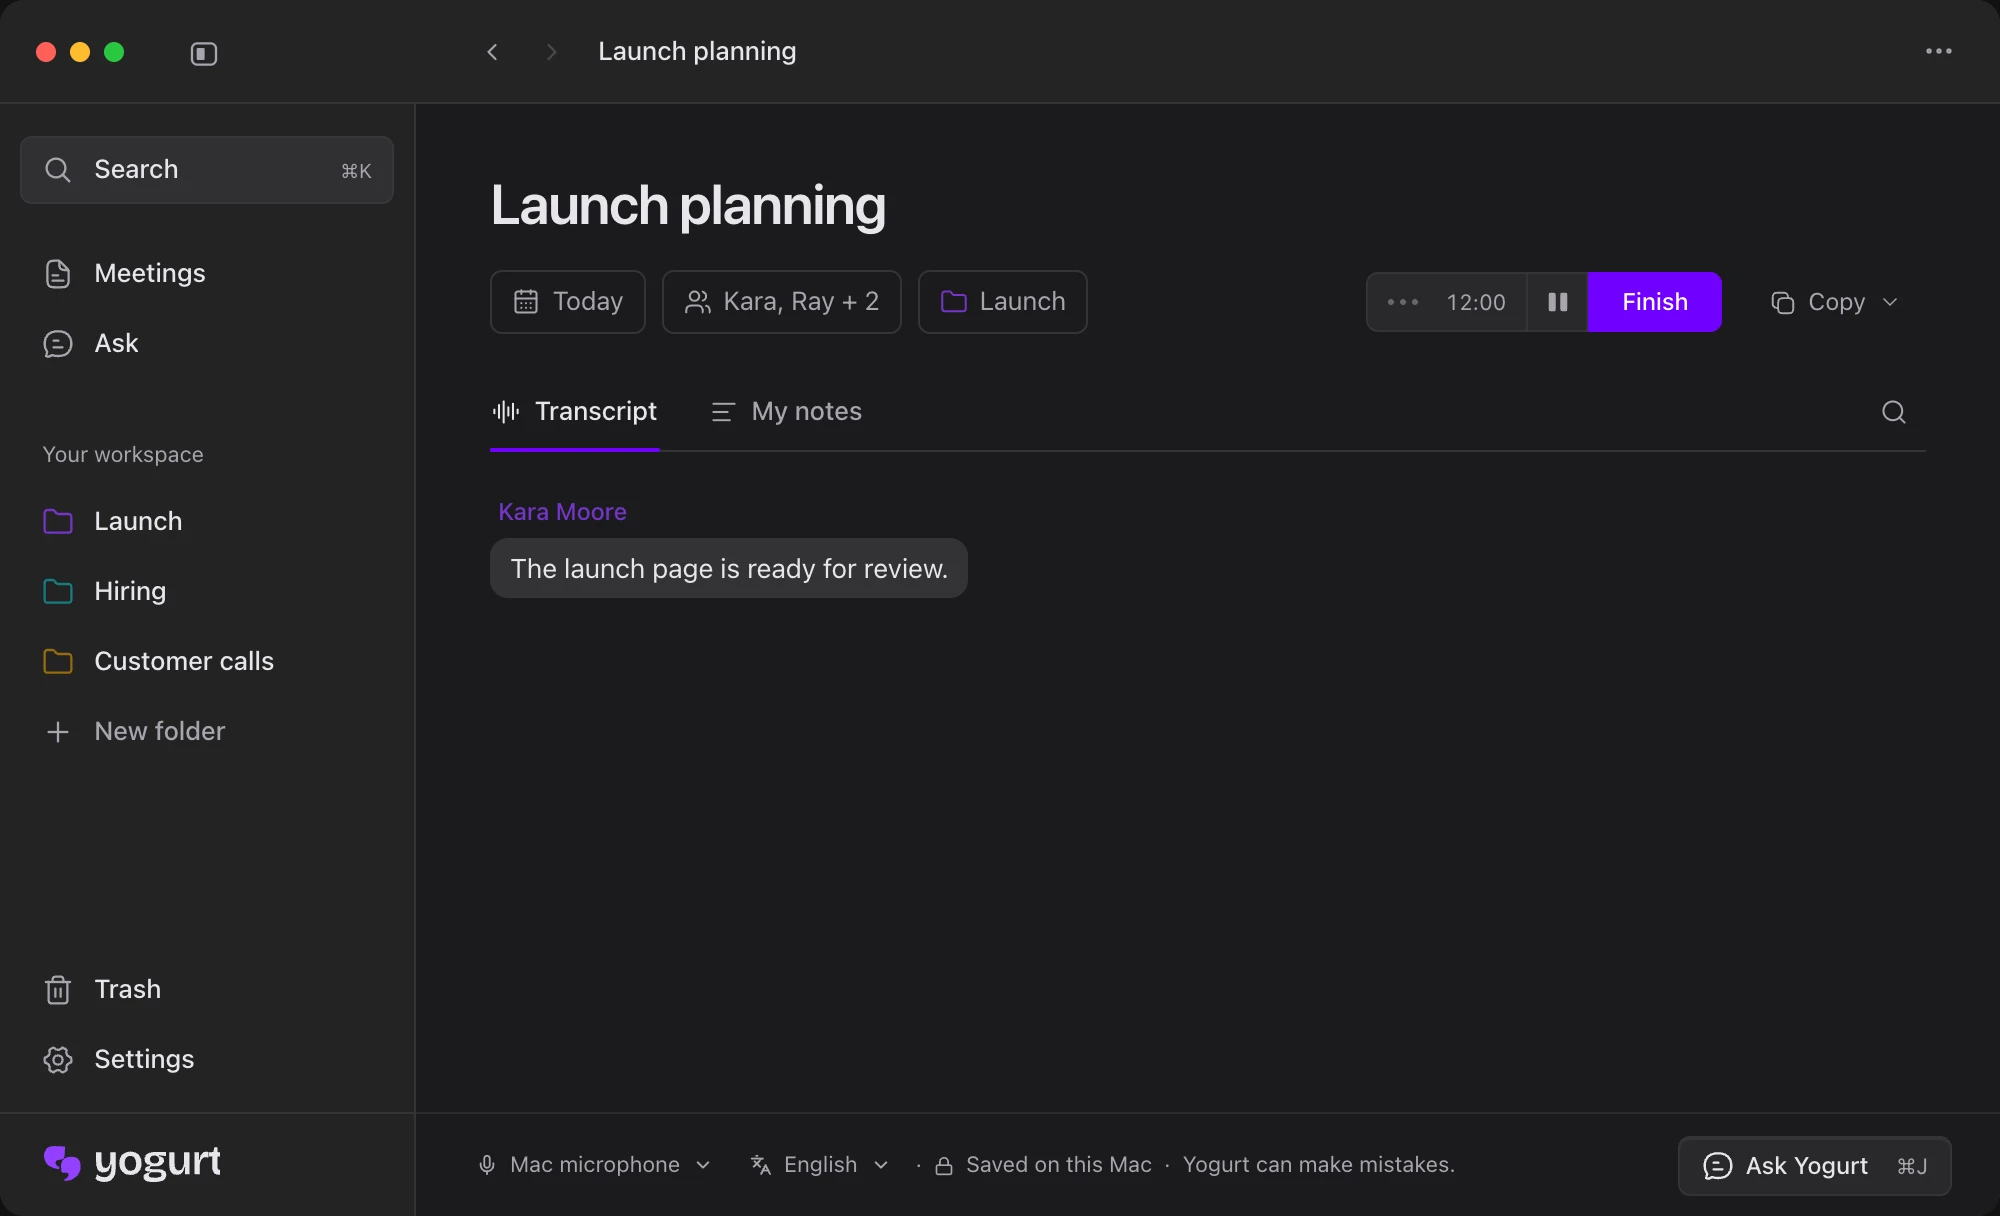 Launch planning
Search ⌘K
Meetings
Ask
Your workspace
Launch
Hiring
Customer calls
New folder
Trash
Settings
yogurt
Launch planning
Today
Kara, Ray + 2
Launch
12:00
Finish
Copy
Transcript
My notes
Kara Moore
The launch page is ready for review.
Mac microphone
English
· Saved on this Mac · Yogurt can make mistakes.
Ask Yogurt ⌘J